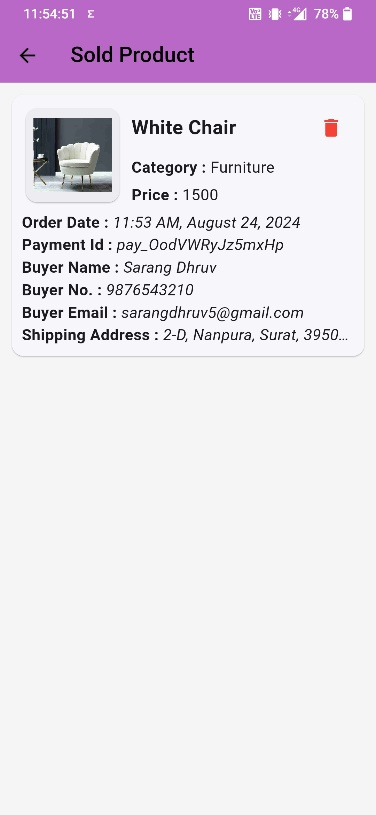 11:54:51 Σ 78%
Sold Product
White Chair
Category : Furniture
Price : 1500
Order Date : 11:53 AM, August 24, 2024
Payment Id : pay_OodVWRyJz5mxHp
Buyer Name : Sarang Dhruv
Buyer No. : 9876543210
Buyer Email : sarangdhruv5@gmail.com
Shipping Address : 2-D, Nanpura, Surat, 3950...